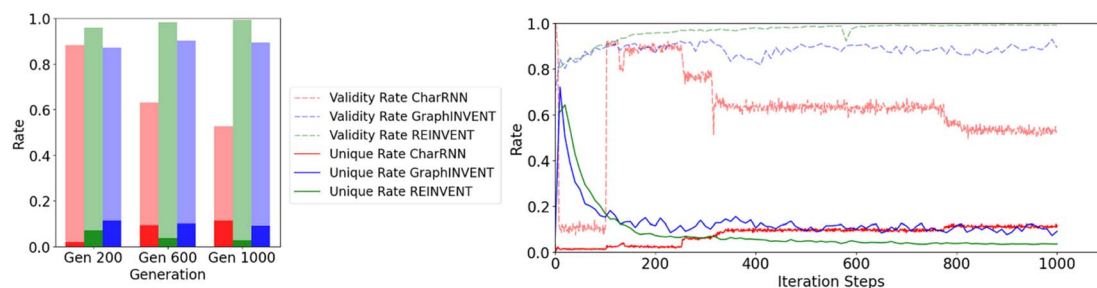 1.0
0.8
0.6
0.4
0.2
0.0
Rate
Gen 200
Gen 600
Gen 1000
Generation
Validity Rate CharRNN
Validity Rate GraphINVENT
Validity Rate REINVENT
Unique Rate CharRNN
Unique Rate GraphINVENT
Unique Rate REINVENT
1.0
0.8
0.6
0.4
0.2
0.0
Rate
0
200
400
600
800
1000
Iteration Steps